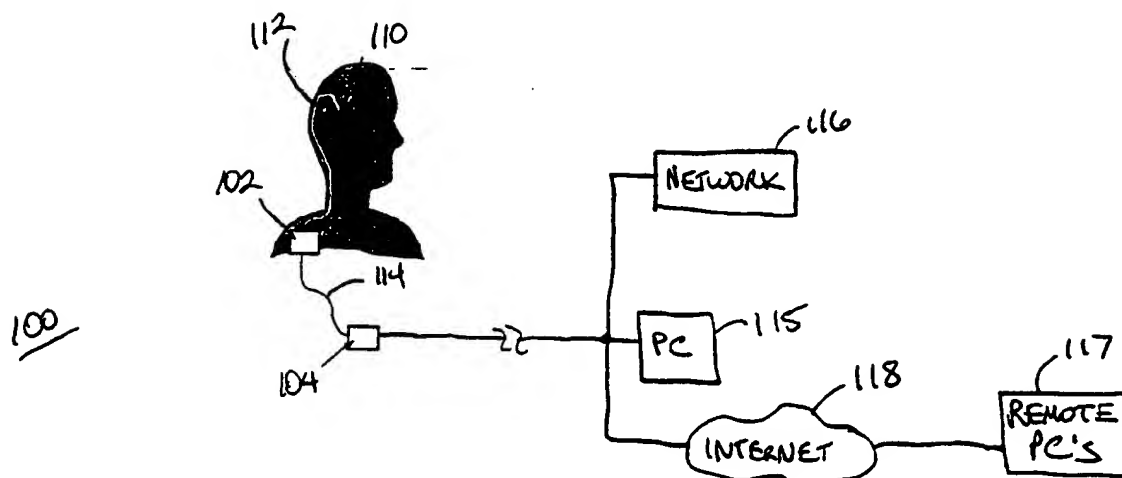 112
110
116
NETWORK
102
114
100
PC
115
104
118
117
INTERNET
REMOTE
PC'S